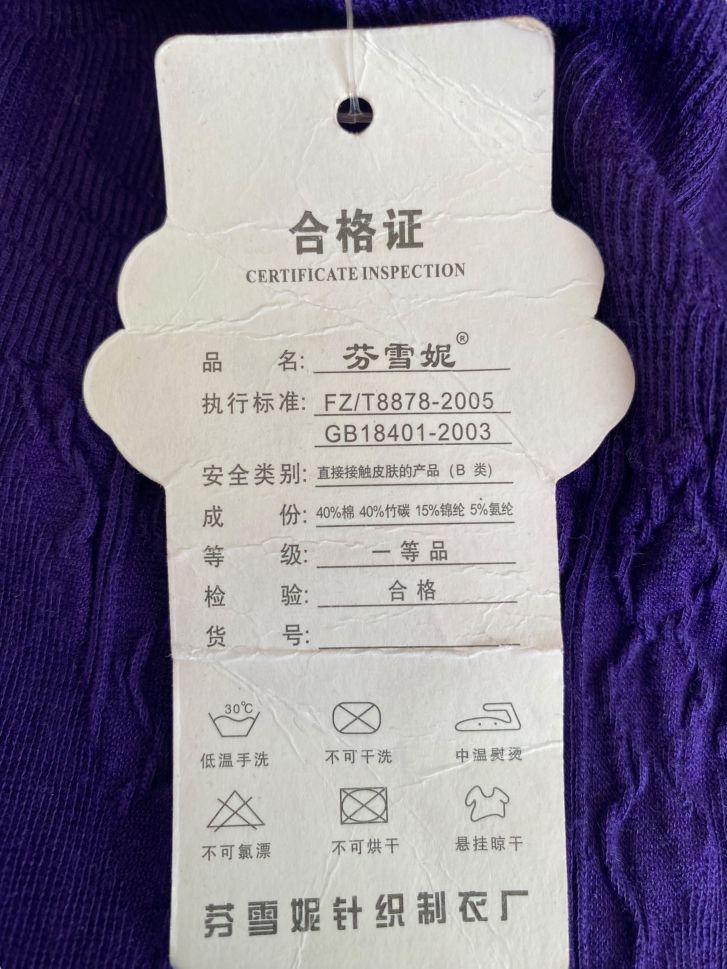 合格证
CERTIFICATE INSPECTION
品 名: 芬雪妮®
执行标准: FZ/T8878-2005
GB18401-2003
安全类别: 直接接触皮肤的产品 (B 类)
成 份: 40%棉 40%竹碳 15%锦纶 5%氨纶
等 级: 一等品
检 验: 合格
货 号:
30℃
低温手洗 不可干洗 中温熨烫
不可氯漂 不可烘干 悬挂晾干
芬雪妮针织制衣厂